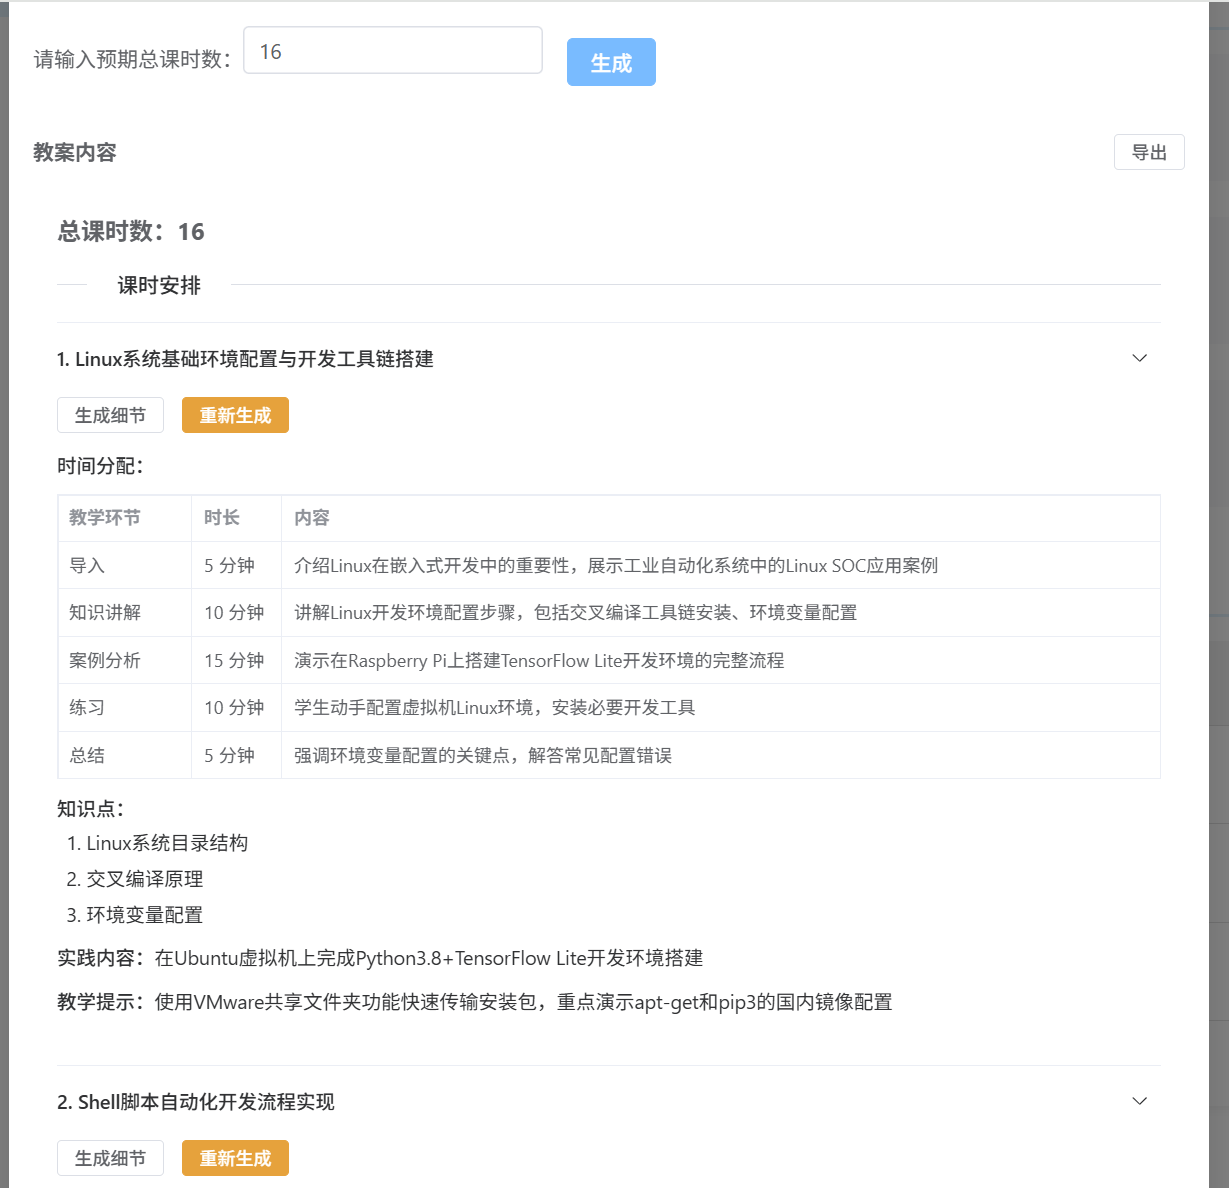 请输入预期总课时数：
16
生成
教案内容
导出
总课时数：16
课时安排
1. Linux系统基础环境配置与开发工具链搭建
生成细节
重新生成
时间分配：
教学环节 时长 内容
导入 5 分钟 介绍Linux在嵌入式开发中的重要性，展示工业自动化系统中的Linux SOC应用案例
知识讲解 10 分钟 讲解Linux开发环境配置步骤，包括交叉编译工具链安装、环境变量配置
案例分析 15 分钟 演示在Raspberry Pi上搭建TensorFlow Lite开发环境的完整流程
练习 10 分钟 学生动手配置虚拟机Linux环境，安装必要开发工具
总结 5 分钟 强调环境变量配置的关键点，解答常见配置错误
知识点：
1. Linux系统目录结构
2. 交叉编译原理
3. 环境变量配置
实践内容：在Ubuntu虚拟机上完成Python3.8+TensorFlow Lite开发环境搭建
教学提示：使用VMware共享文件夹功能快速传输安装包，重点演示apt-get和pip3的国内镜像配置
2. Shell脚本自动化开发流程实现
生成细节
重新生成